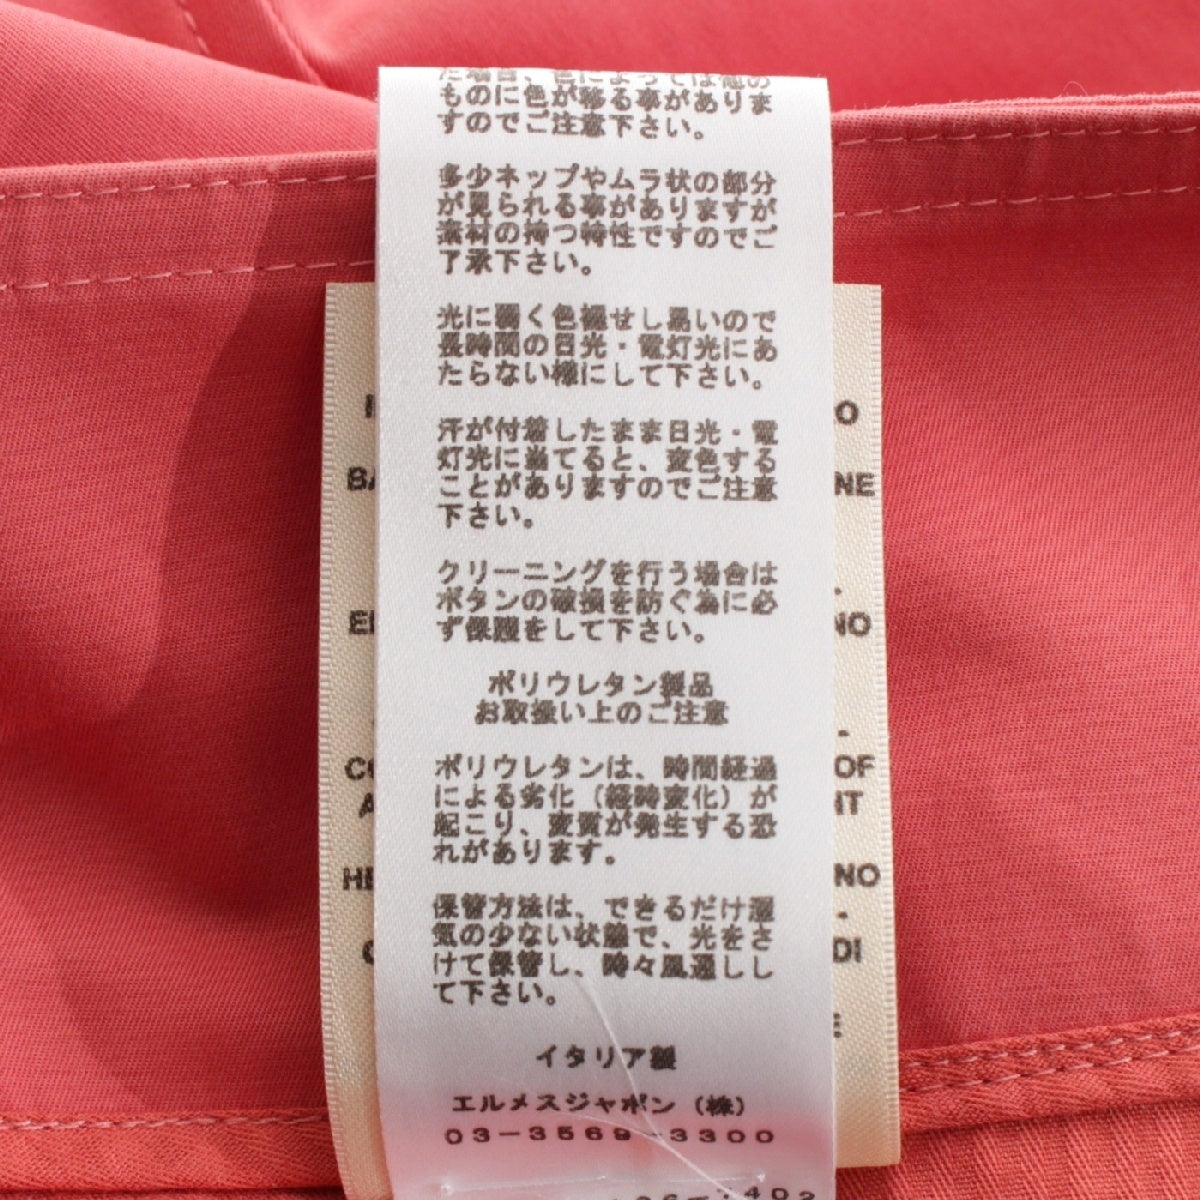 た場合、色によっては他の
ものに色が移る事がありま
すのでご注意下さい。
多少ネップやムラ状の部分
が見られる事がありますが
素材の持つ特性ですのでご
了承下さい。
光に弱く色褪せし易いので
長時間の日光・電灯光にあ
たらない様にして下さい。
汗が付着したまま日光・電
灯光に当てると、変色する
ことがありますのでご注意
下さい。
クリーニングを行う場合は
ボタンの破損を防ぐ為に必
ず保護をして下さい。
ポリウレタン製品
お取扱い上のご注意
ポリウレタンは、時間経過
による劣化(経時変化)が
起こり、変質が発生する恐
れがあります。
保管方法は、できるだけ湿
気の少ない状態で、光をさ
けて保管し、時々風通しし
て下さい。
イタリア製
エルメスジャポン(株)
03-3569-3300
OF